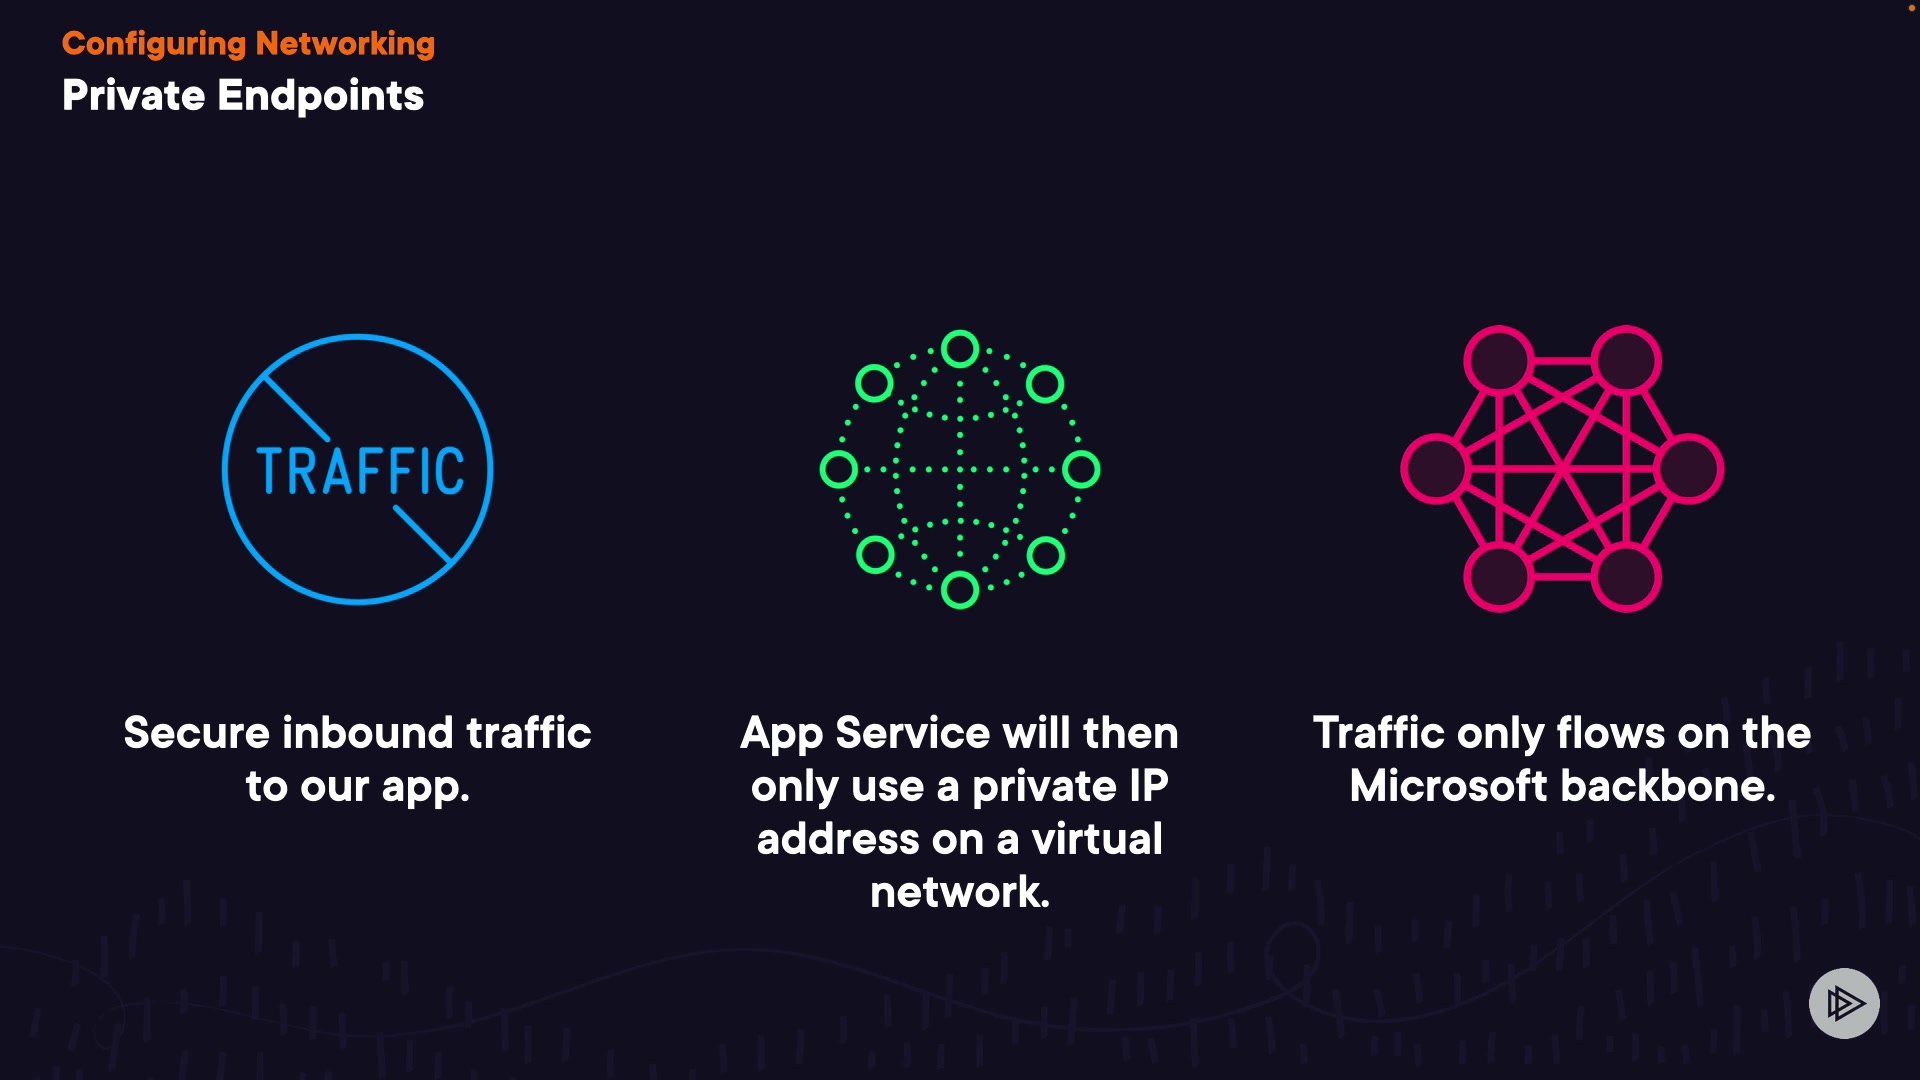 Configuring Networking
Private Endpoints
TRAFFIC
Secure inbound traffic
to our app.
App Service will then
only use a private IP
address on a virtual
network.
Traffic only flows on the
Microsoft backbone.